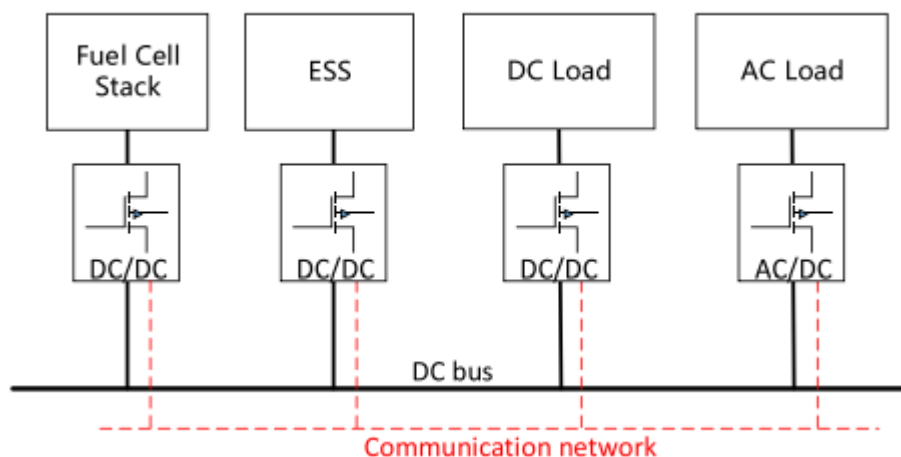 Fuel Cell
Stack
ESS
DC Load
AC Load
DC/DC
DC/DC
DC/DC
AC/DC
DC bus
Communication network